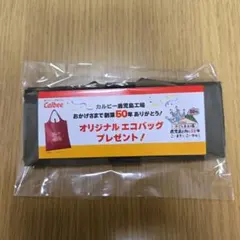 Calbee
カルビー鹿児島工場
おかげさまで創業50年 ありがとう!
オリジナルエコバッグ
プレゼント!